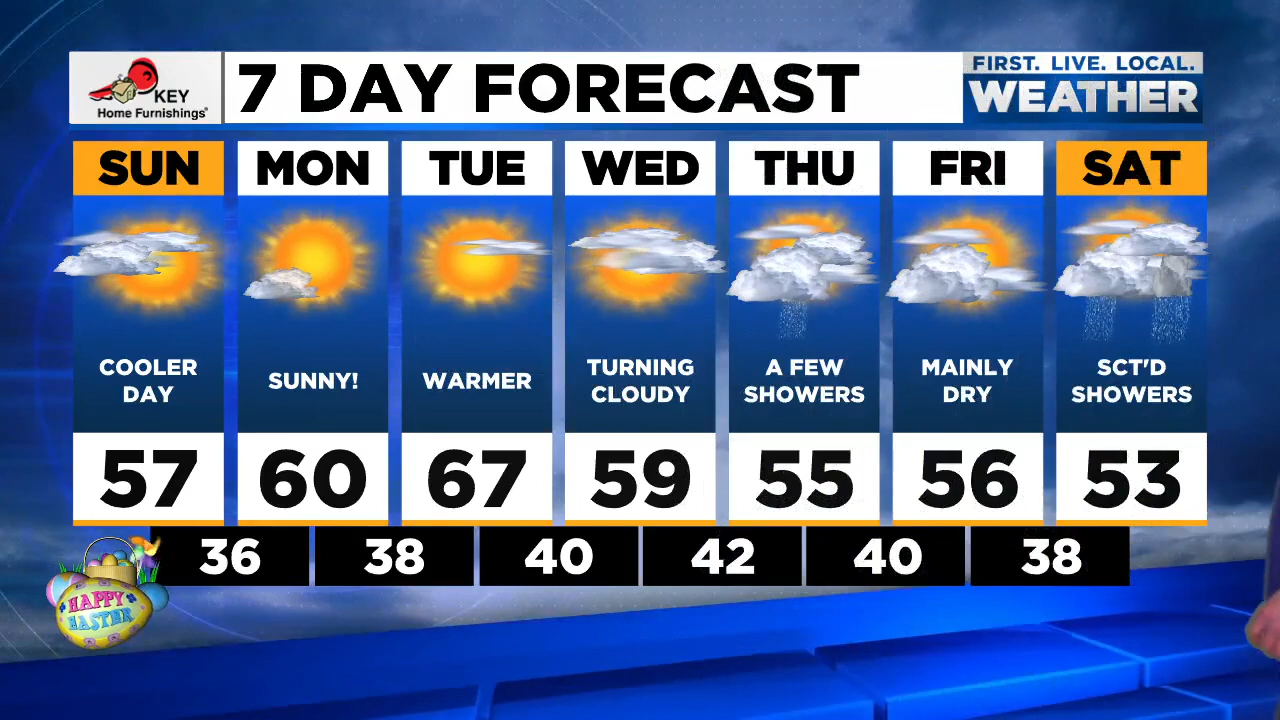 KEY
Home Furnishings®
7 DAY FORECAST
FIRST. LIVE. LOCAL.
WEATHER
SUN MON TUE WED THU FRI SAT
COOLER
DAY
SUNNY!
WARMER
TURNING
CLOUDY
A FEW
SHOWERS
MAINLY
DRY
SCT'D
SHOWERS
57 60 67 59 55 56 53
36 38 40 42 40 38
HAPPY
EASTER